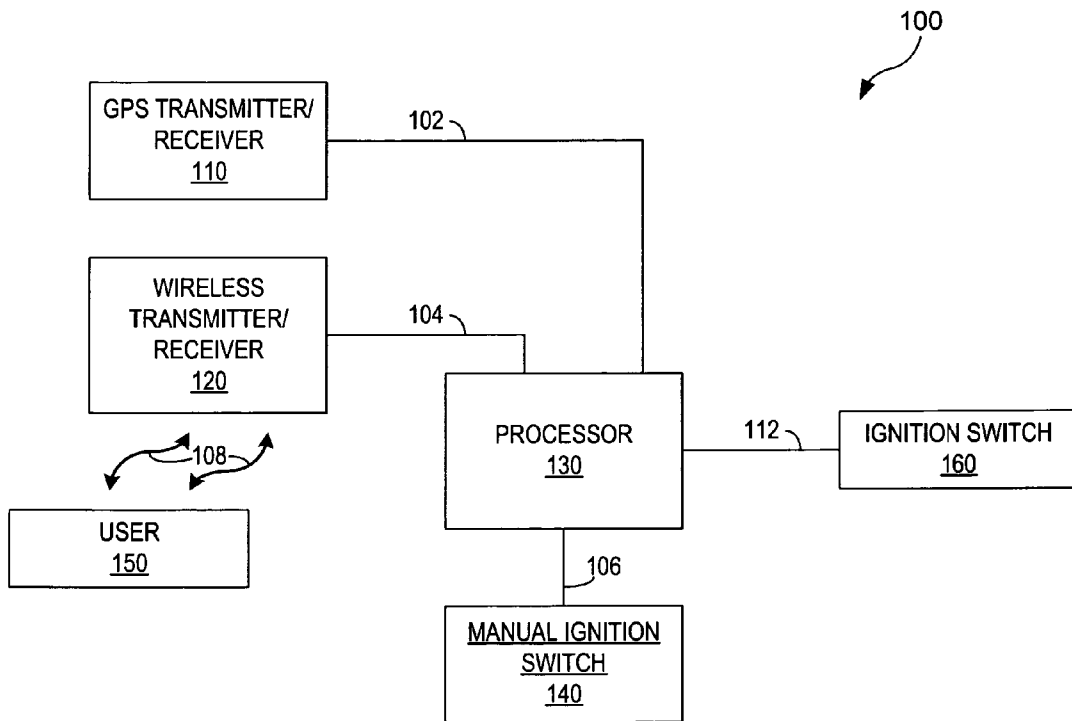 100
GPS TRANSMITTER/
RECEIVER
110
102
WIRELESS
TRANSMITTER/
RECEIVER
120
104
108
USER
150
PROCESSOR
130
112
IGNITION SWITCH
160
106
MANUAL IGNITION
SWITCH
140